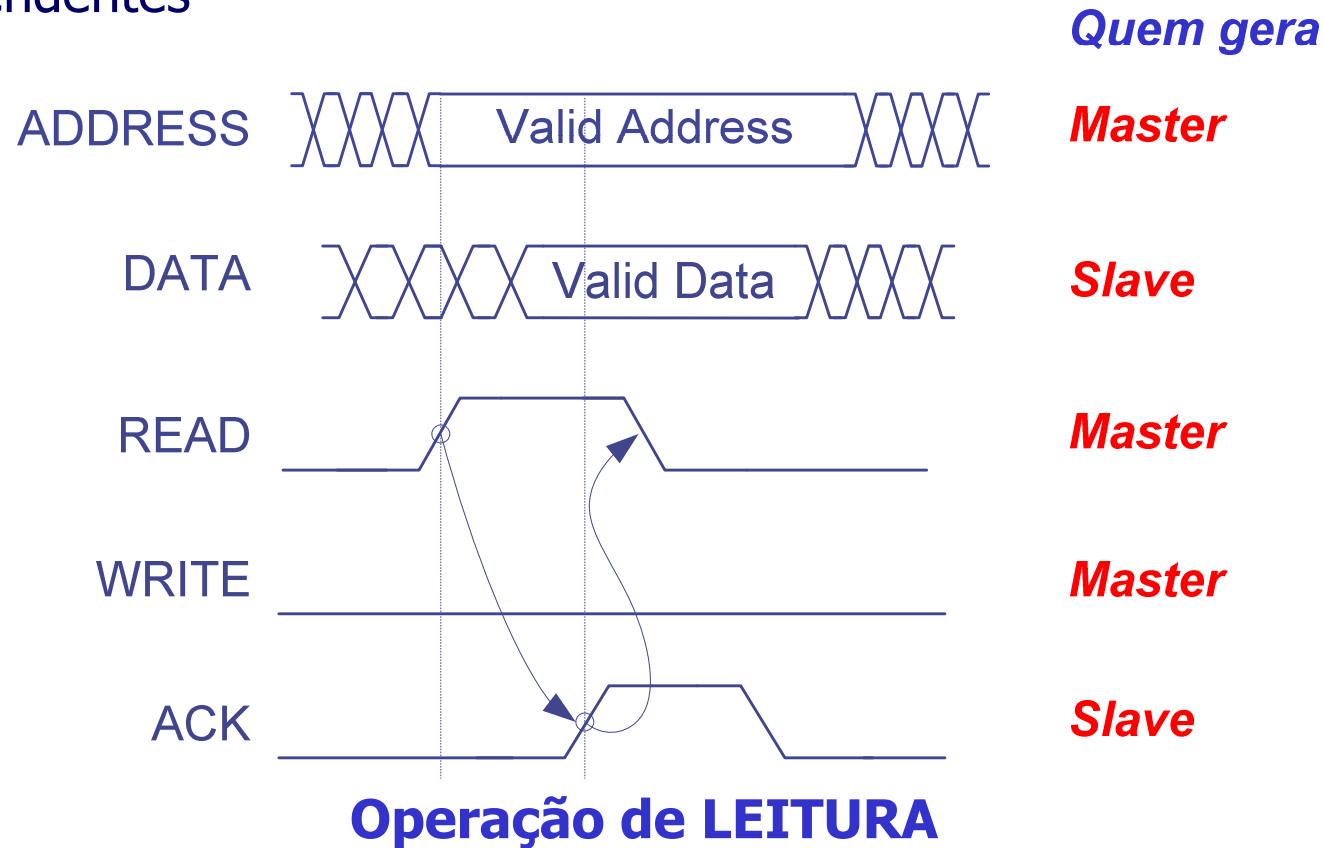 Quem gera
ADDRESS Valid Address Master
DATA Valid Data Slave
READ Master
WRITE Master
ACK Slave
Operação de LEITURA